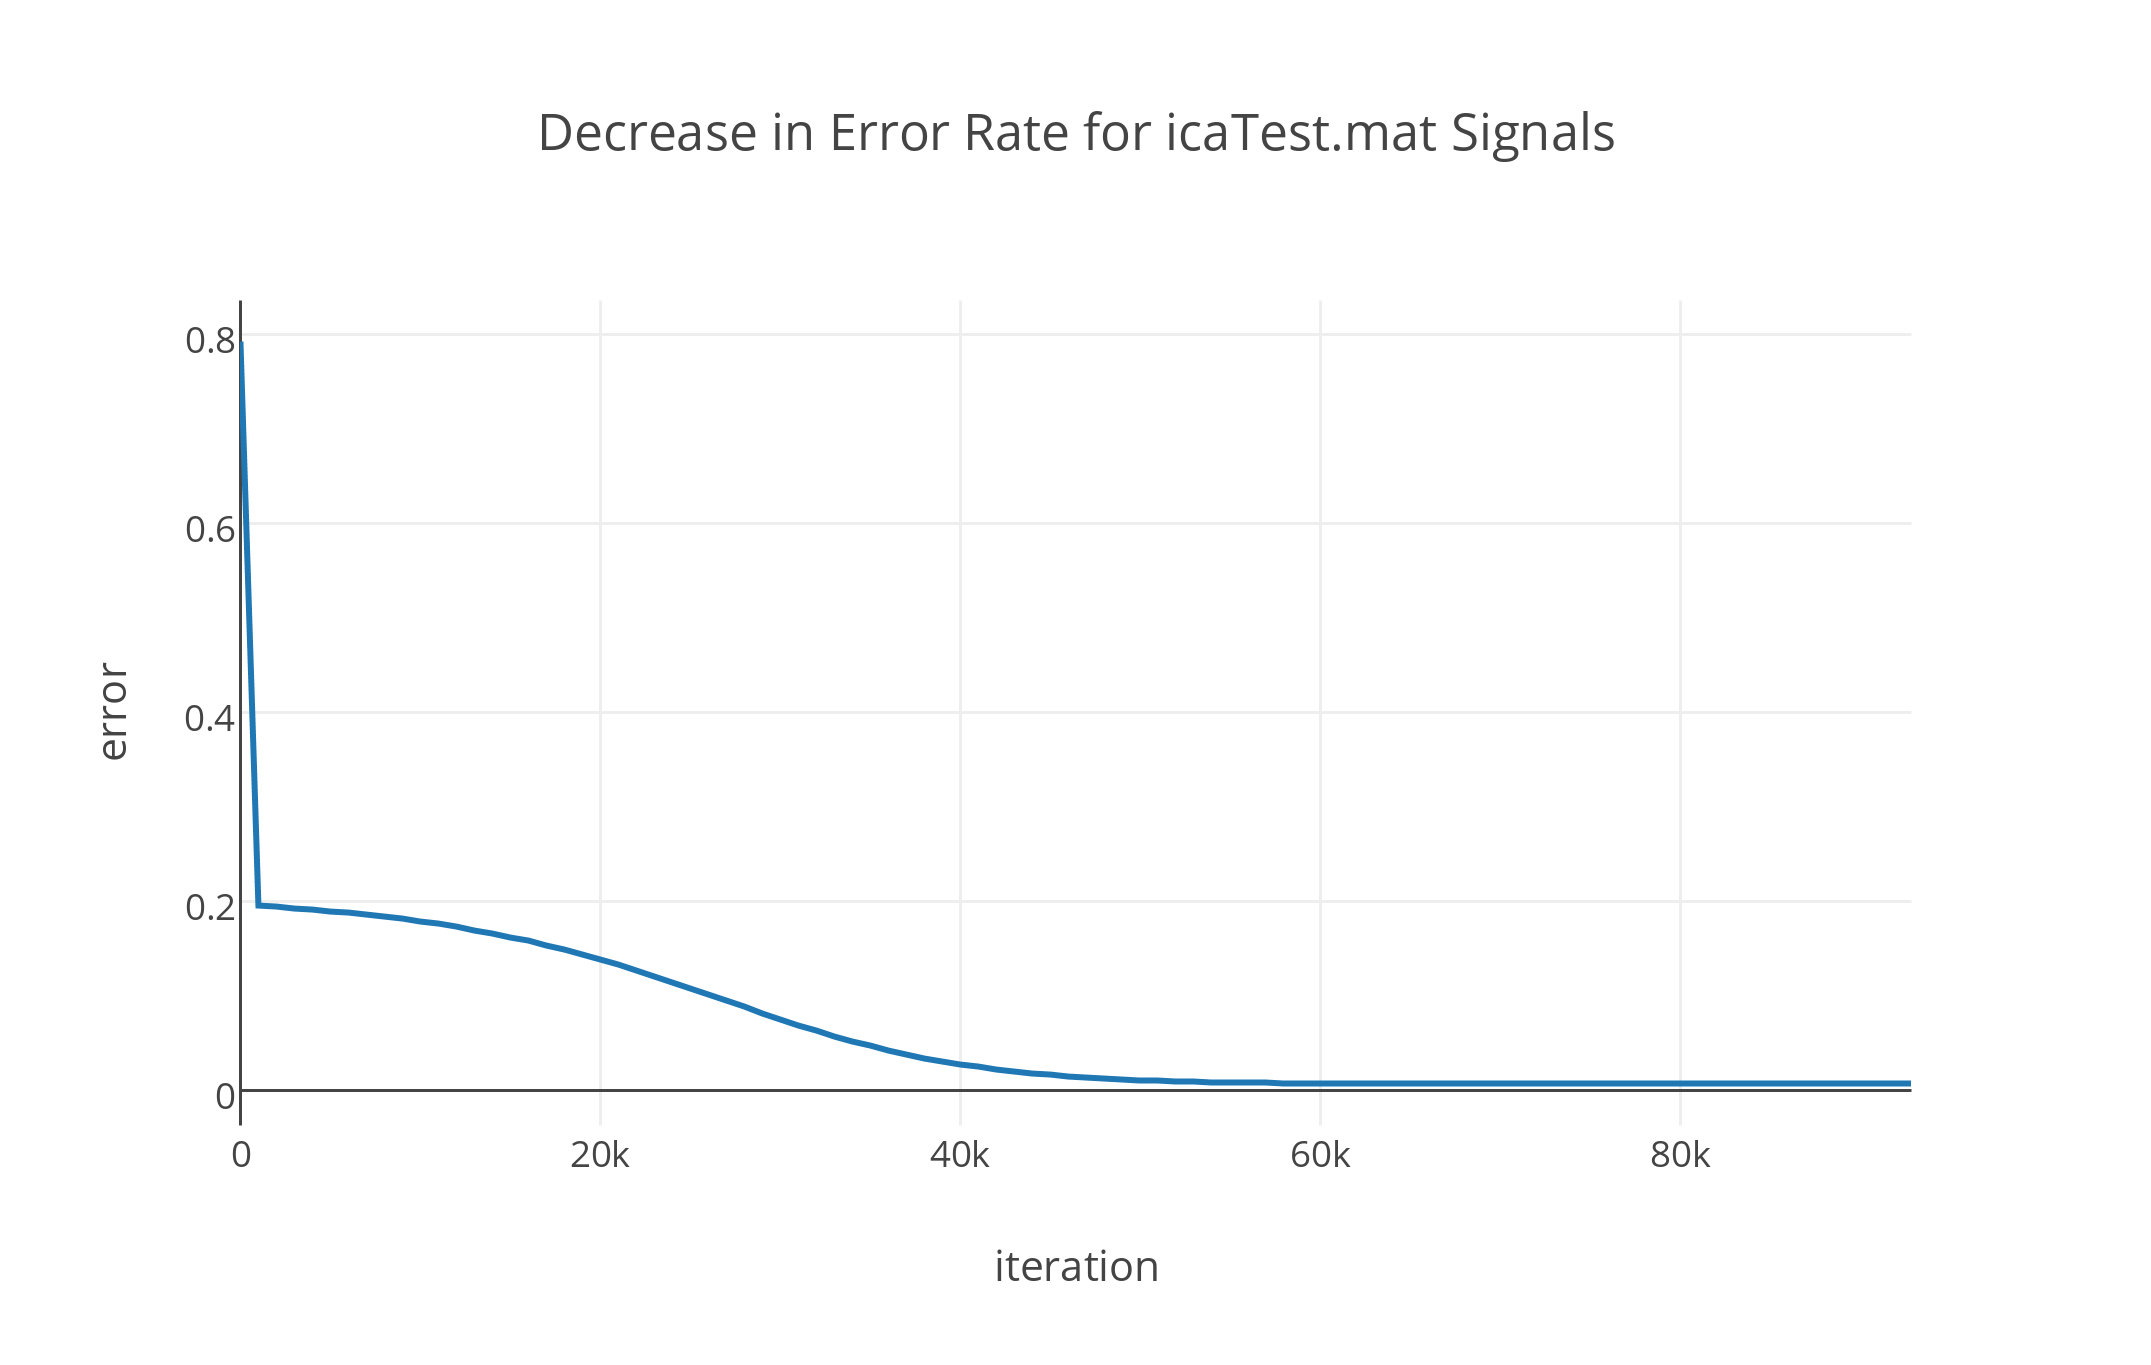 Decrease in Error Rate for icaTest.mat Signals
0.8
0.6
0.4
0.2
0
error
0 20k 40k 60k 80k
iteration